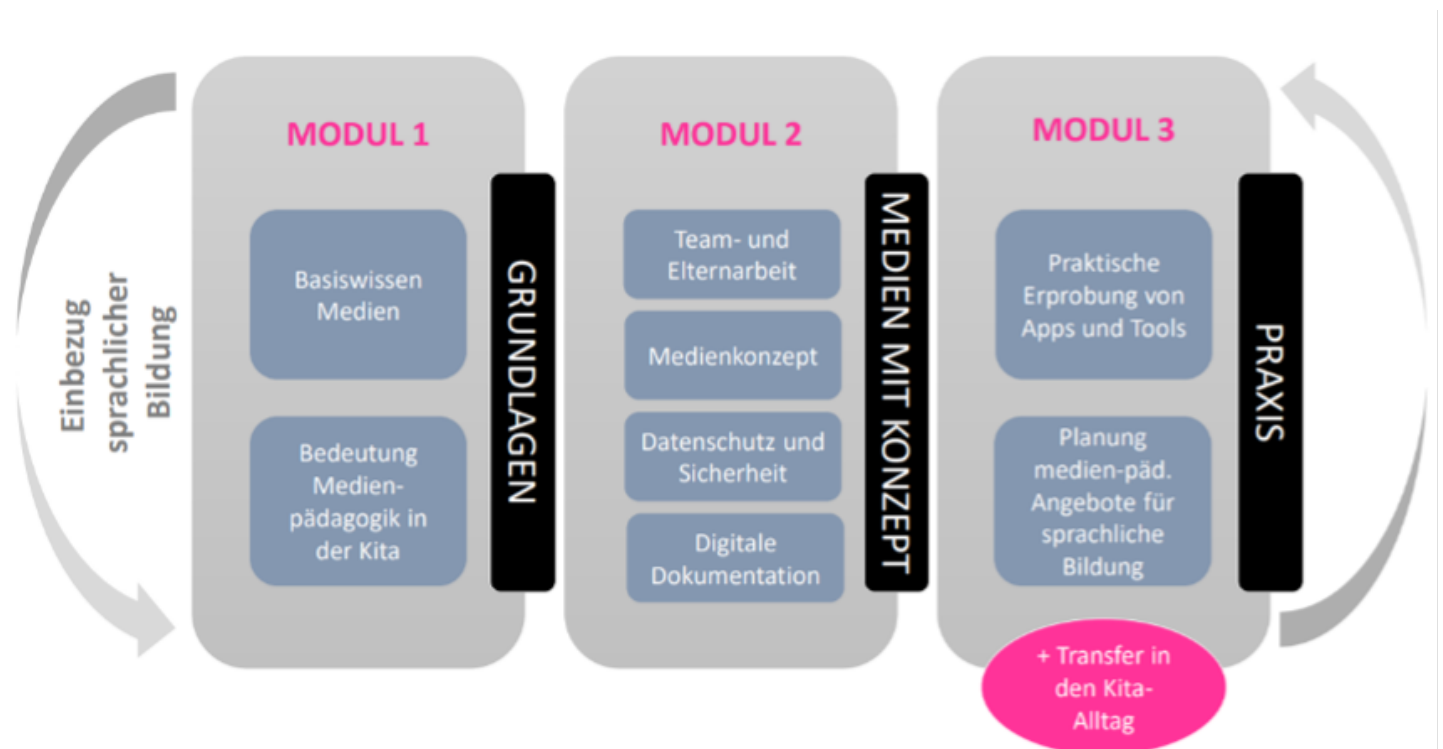 Einbezug
sprachlicher
Bildung
MODUL 1
Basiswissen
Medien
Bedeutung
Medien-
pädagogik in
der Kita
GRUNDLAGEN
MODUL 2
Team- und
Elternarbeit
Medienkonzept
Datenschutz und
Sicherheit
Digitale
Dokumentation
MEDIEN MIT KONZEPT
MODUL 3
Praktische
Erprobung von
Apps und Tools
Planung
medien-päd.
Angebote für
sprachliche
Bildung
PRAXIS
+ Transfer in
den Kita-
Alltag